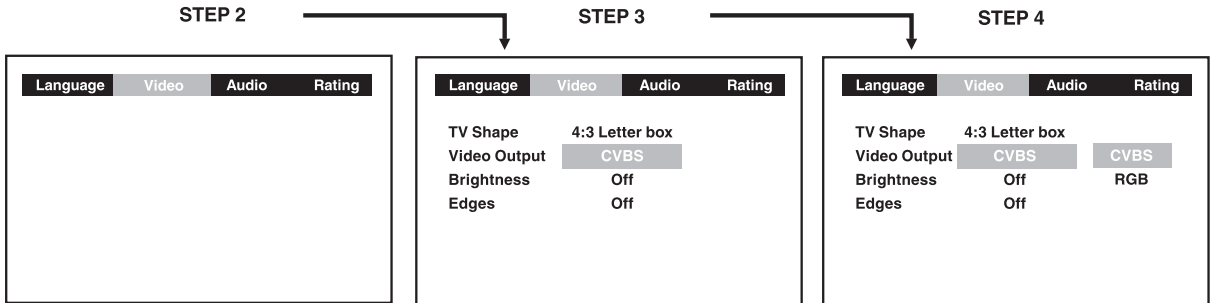 STEP 2
STEP 3
STEP 4
Language Video Audio Rating
Language Video Audio Rating
TV Shape 4:3 Letter box
Video Output CVBS
Brightness Off
Edges Off
Language Video Audio Rating
TV Shape 4:3 Letter box
Video Output CVBS CVBS
Brightness Off RGB
Edges Off